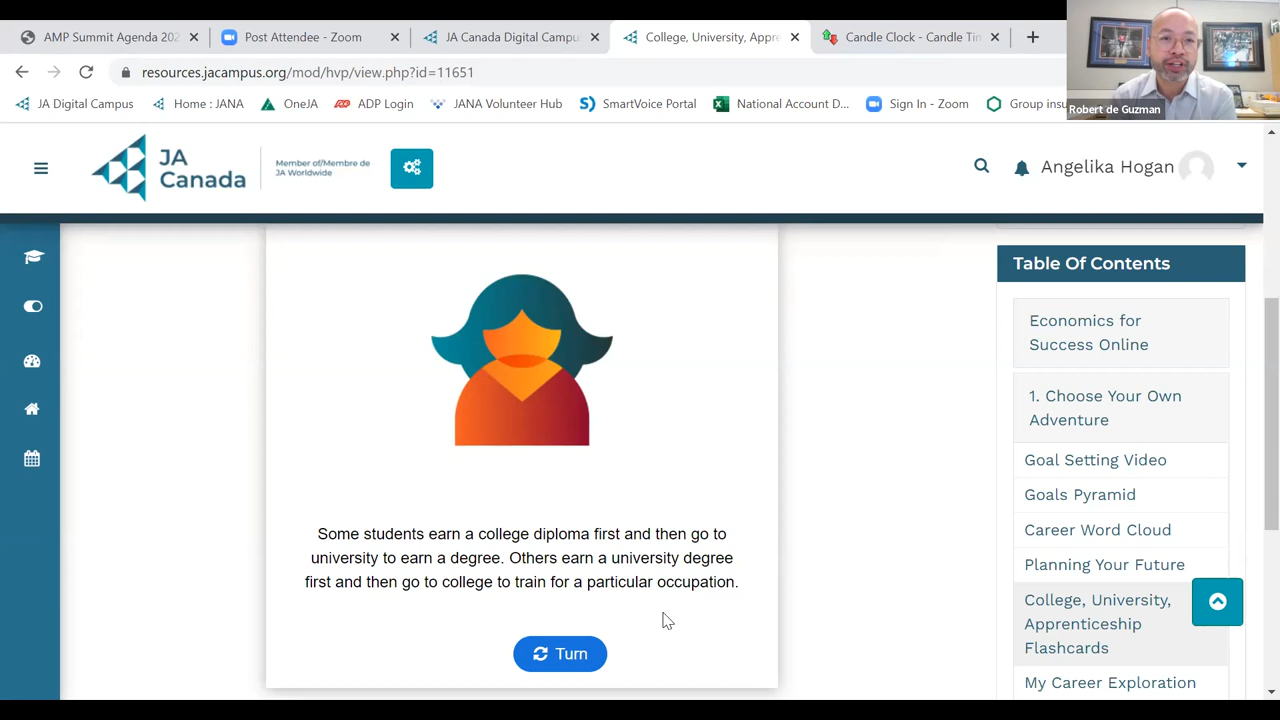 AMP Summit Agenda 202
Post Attendee - Zoom
JA Canada Digital Campu
College, University, Appre
Candle Clock - Candle Tin
resources.jacampus.org/mod/hvp/view.php?id=11651
JA Digital Campus
Home : JANA
OneJA
ADP Login
JANA Volunteer Hub
SmartVoice Portal
National Account D...
Sign In - Zoom
Group insu
Robert de Guzman
JA
Canada
Member of/Membre de
JA Worldwide
Angelika Hogan
Some students earn a college diploma first and then go to
university to earn a degree. Others earn a university degree
first and then go to college to train for a particular occupation.
Turn
Table Of Contents
Economics for
Success Online
1. Choose Your Own
Adventure
Goal Setting Video
Goals Pyramid
Career Word Cloud
Planning Your Future
College, University,
Apprenticeship
Flashcards
My Career Exploration